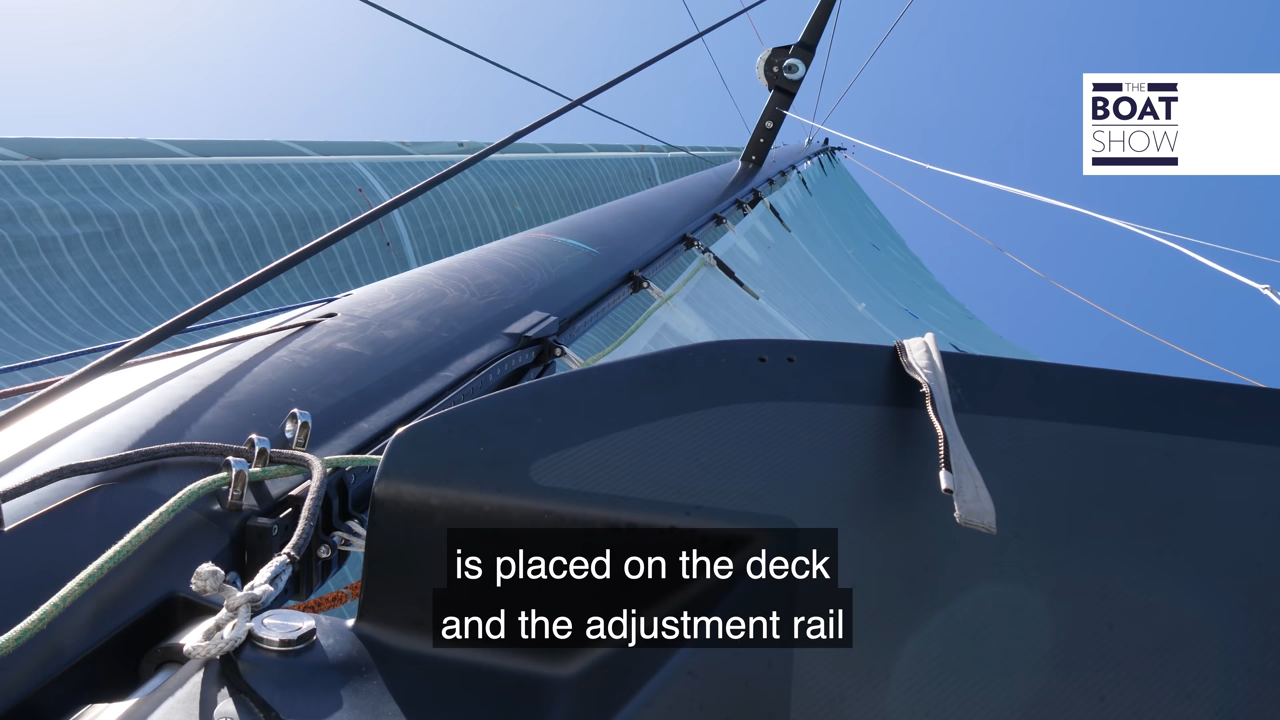 THE
BOAT
SHOW
is placed on the deck
and the adjustment rail